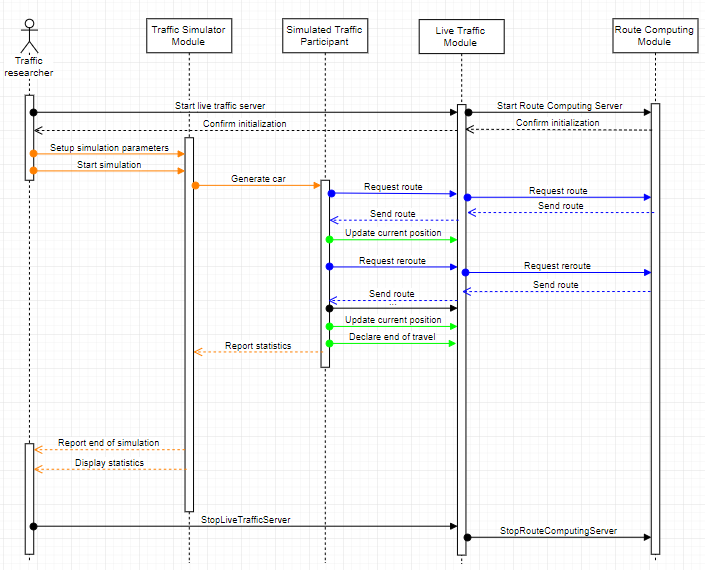 Traffic Simulator
Module
Simulated Traffic
Participant
Live Traffic
Module
Route Computing
Module
Traffic
researcher
Start live traffic server
Start Route Computing Server
Confirm initialization
Confirm initialization
Setup simulation parameters
Start simulation
Generate car
Request route
Request route
Send route
Send route
Update current position
Request reroute
Request reroute
Send route
Send route
...
Update current position
Declare end of travel
Report statistics
Report end of simulation
Display statistics
StopLiveTrafficServer
StopRouteComputingServer